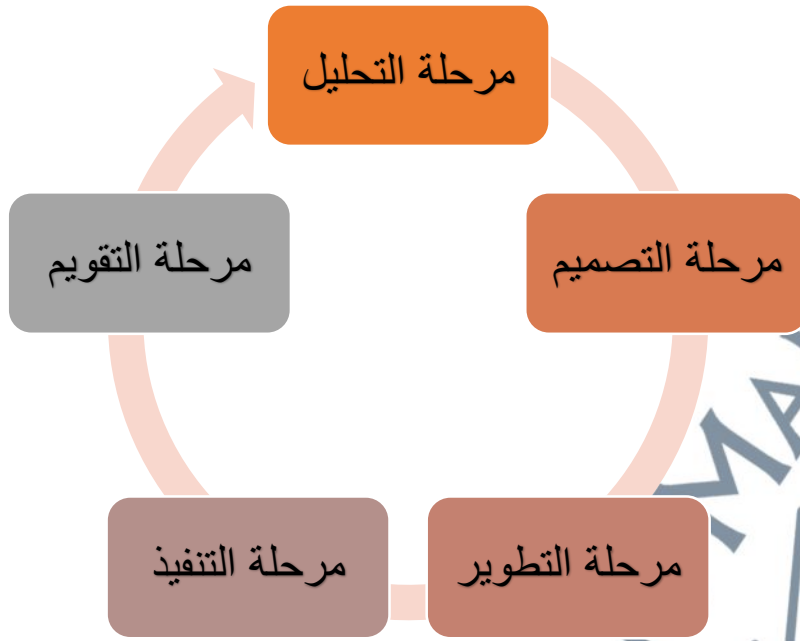 مرحلة التحليل
مرحلة التصميم
مرحلة التطوير
مرحلة التنفيذ
مرحلة التقويم